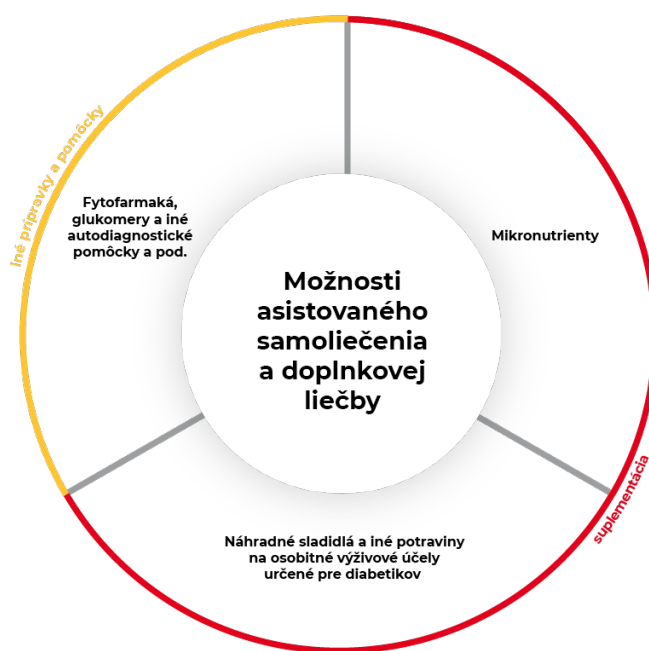 Iné prípravky a pomôcky
Fytofarmaká,
glukomery a iné
autodiagnostické
pomôcky a pod.
Mikronutrienty
Možnosti
asistovaného
samoliečenia
a doplnkovej
liečby
suplementácia
Náhradné sladidlá a iné potraviny
na osobitné výživové účely
určené pre diabetikov